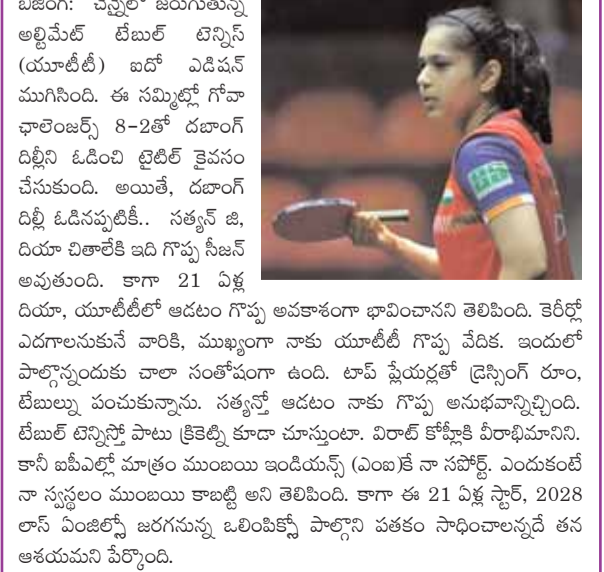 బీజింగ్: చెన్నైలో జరుగుతున్న
అల్టిమేట్ టేబుల్ టెన్నిస్
(యూటీటీ) ఐదో ఎడిషన్
ముగిసింది. ఈ సమ్మిట్లో గోవా
ఛాలెంజర్స్ 8-2తో దబాంగ్
దిల్లీని ఓడించి టైటిల్ కైవసం
చేసుకుంది. అయితే, దబాంగ్
దిల్లీ ఓడినప్పటికీ.. సత్యన్ జి,
దియా చితాలేకి ఇది గొప్ప సీజన్
అవుతుంది. కాగా 21 ఏళ్ల
దియా, యూటీటీలో ఆడటం గొప్ప అవకాశంగా భావించానని తెలిపింది. కెరీర్లో
ఎదగాలనుకునే వారికి, ముఖ్యంగా నాకు యూటీటీ గొప్ప వేదిక. ఇందులో
పాల్గొన్నందుకు చాలా సంతోషంగా ఉంది. టాప్ ప్లేయర్లతో డ్రెస్సింగ్ రూం,
టేబుల్ను పంచుకున్నాను. సత్యన్తో ఆడటం నాకు గొప్ప అనుభవాన్నిచ్చింది.
టేబుల్ టెన్నిస్తో పాటు క్రికెట్ని కూడా చూస్తుంటా. విరాట్ కోహ్లీకి వీరాభిమానిని.
కానీ ఐపీఎల్లో మాత్రం ముంబయి ఇండియన్స్ (ఎంఐ)కే నా సపోర్ట్. ఎందుకంటే
నా స్వస్థలం ముంబయి కాబట్టి అని తెలిపింది. కాగా ఈ 21 ఏళ్ల స్టార్, 2028
లాస్ ఏంజిల్స్లో జరగనున్న ఒలింపిక్స్లో పాల్గొని పతకం సాధించాలన్నదే తన
ఆశయమని పేర్కొంది.